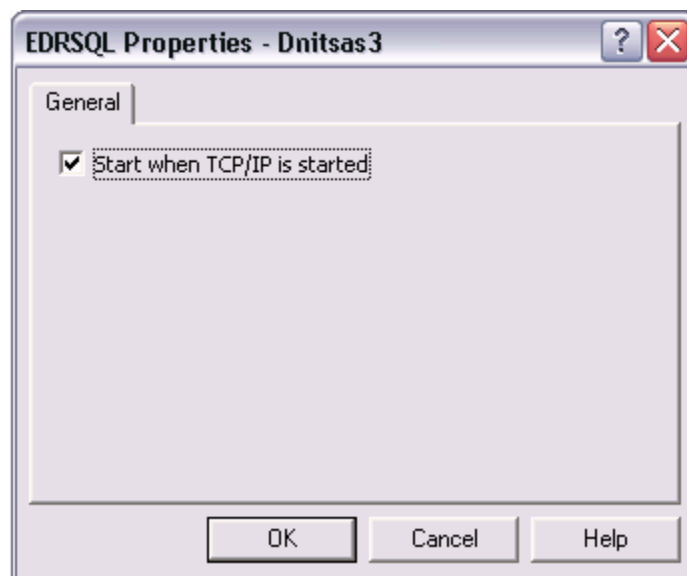 EDRSQL Properties - Dnitsas3
?
General
Start when TCP/IP is started
OK Cancel Help